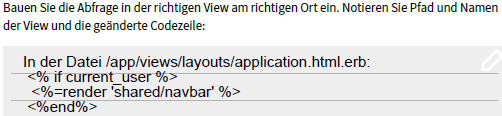 Bauen Sie die Abfrage in der richtigen View am richtigen Ort ein. Notieren Sie Pfad und Namen
der View und die geänderte Codezeile:
In der Datei /app/views/layouts/application.html.erb:
<% if current_user %>
<%=render 'shared/navbar' %>
<%end%>